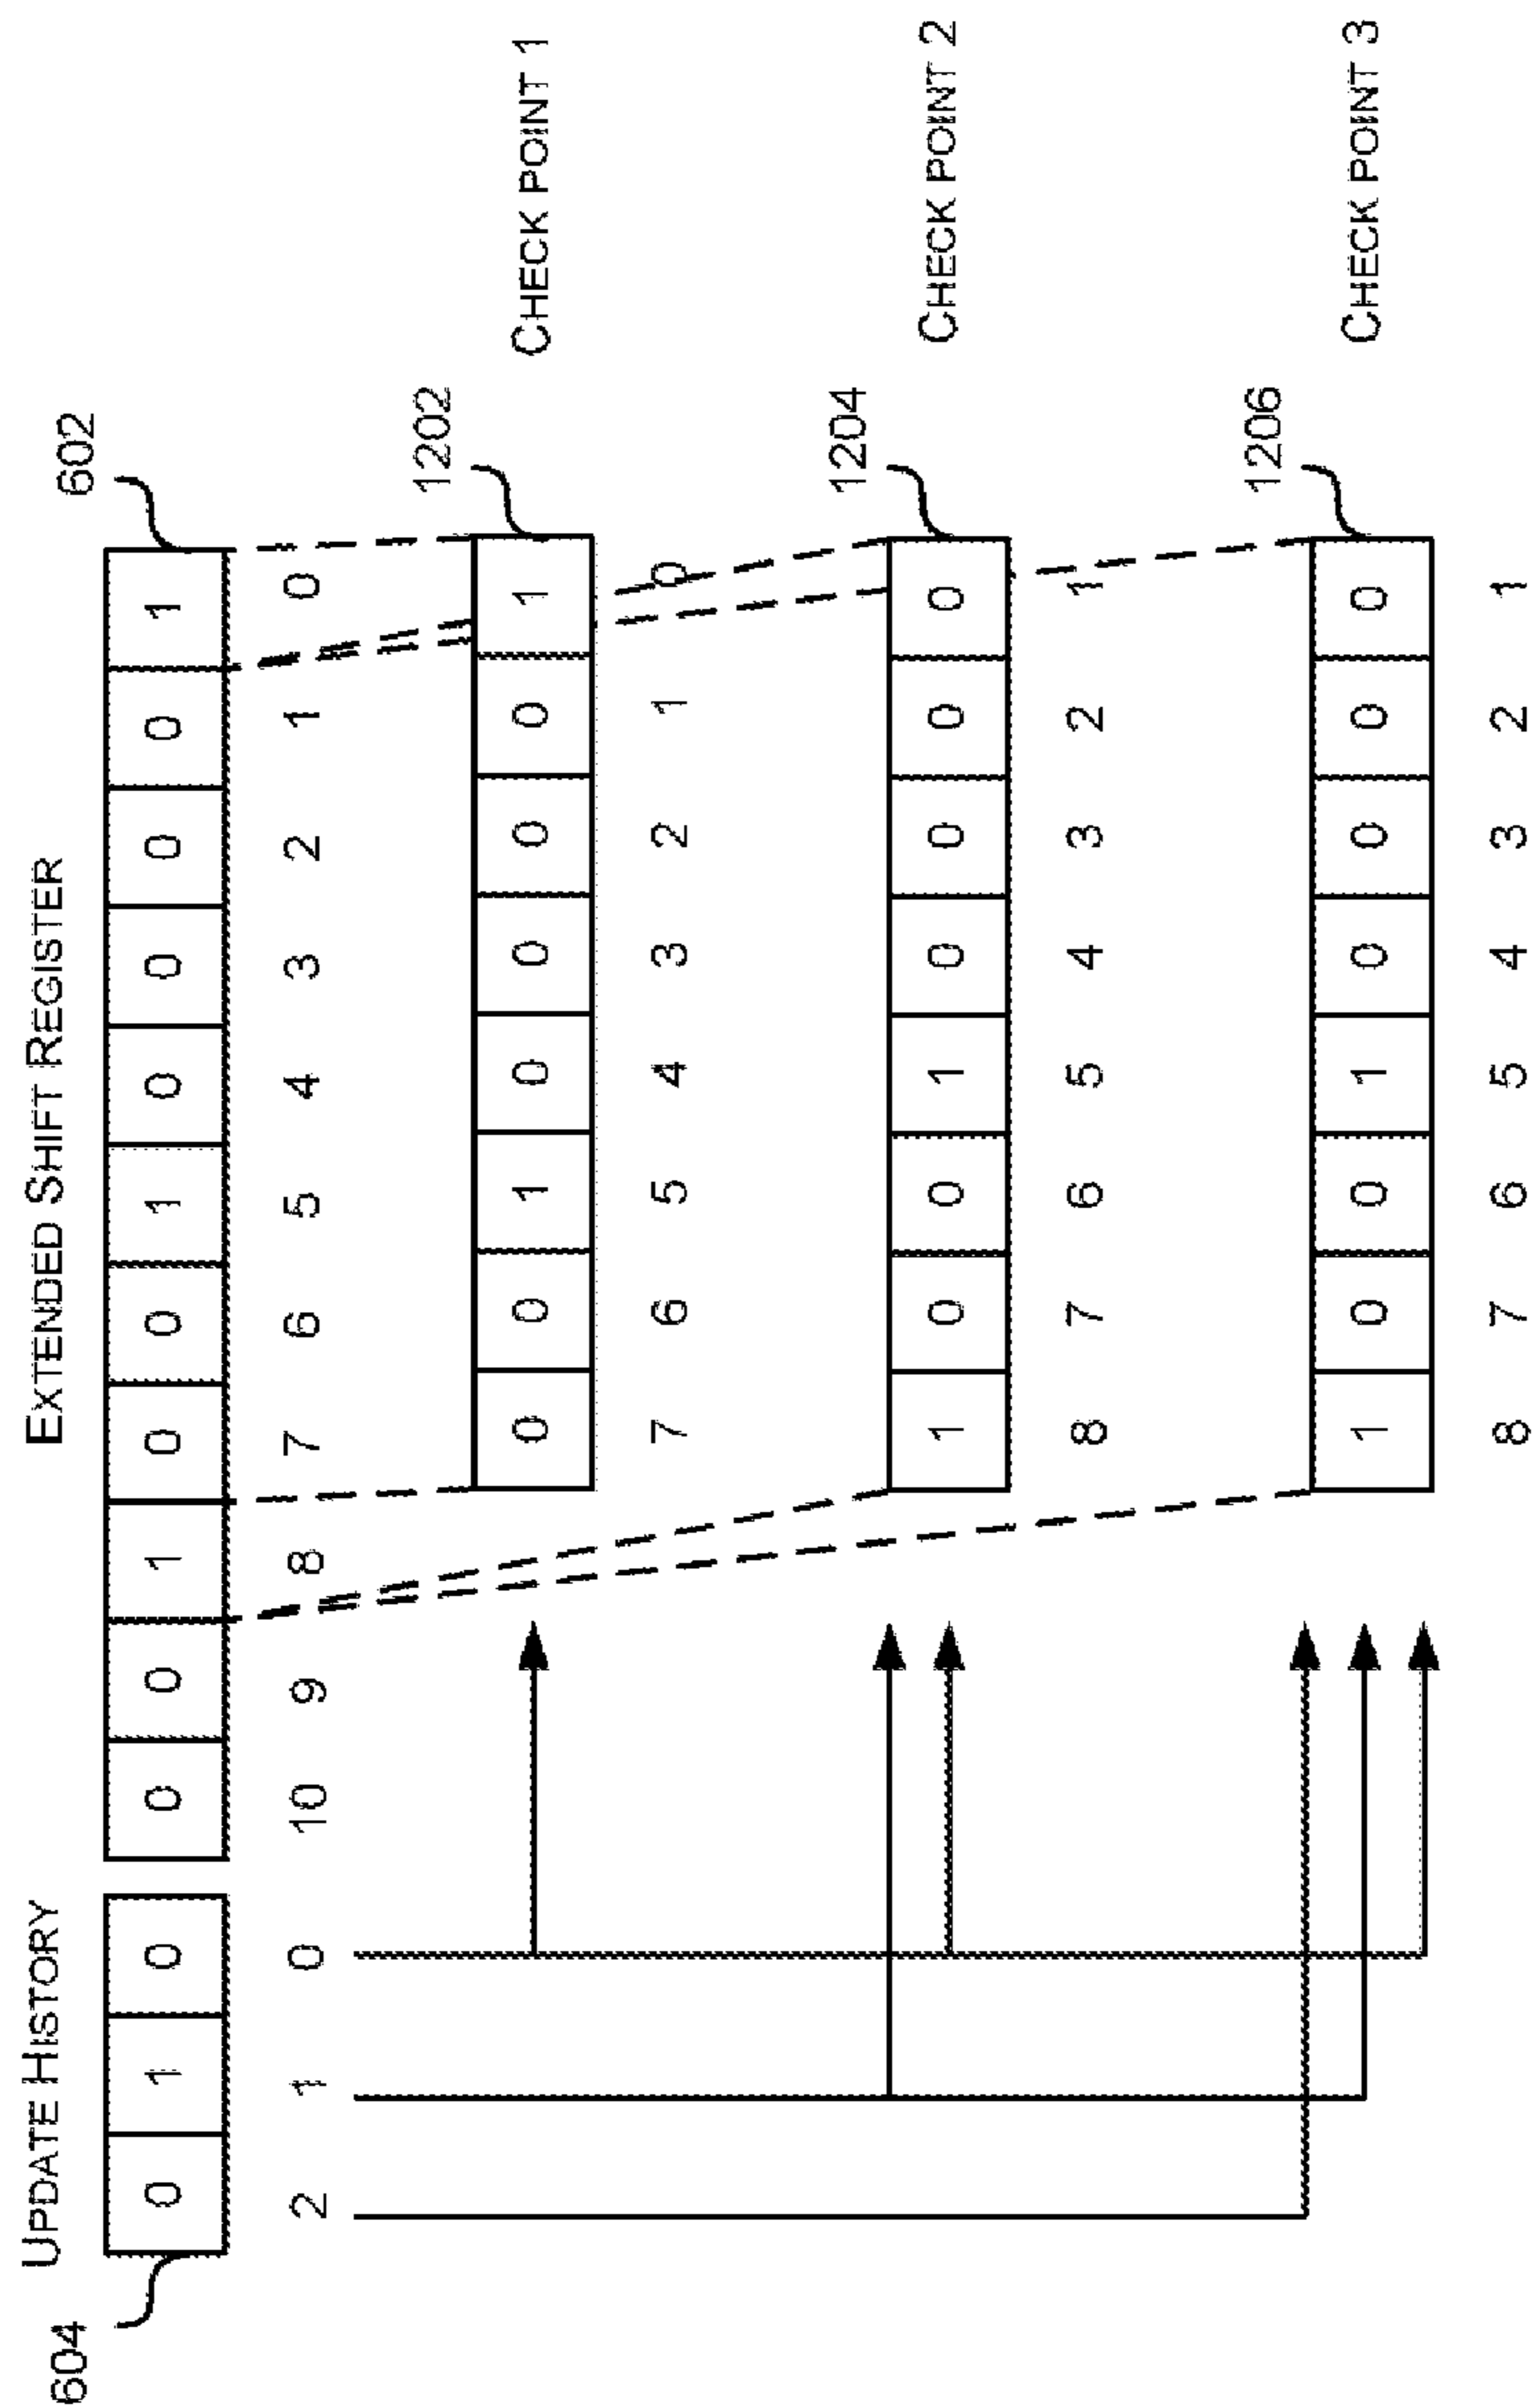 UPDATE HISTORY EXTENDED SHIFT REGISTER
604 602
0 1 0 0 0 1 0 0 1 0 0 0 0 1
2 1 0 10 9 8 7 6 5 4 3 2 1 0
1202
0 0 1 0 0 0 0 1 CHECK POINT 1
7 6 5 4 3 2 1 0
1204
1 0 0 1 0 0 0 0 CHECK POINT 2
8 7 6 5 4 3 2 1
1206
1 0 0 1 0 0 0 0 CHECK POINT 3
8 7 6 5 4 3 2 1